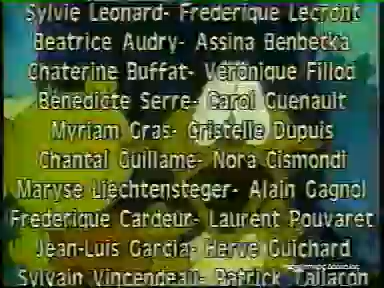 Sylvie Leonard- Frederique Lecront
Beatrice Audry- Assina Benbetka
Chaterine Buffat- Veronique Fillod
Benedicte Serre- Carol Guenault
Myriam Gras- Cristelle Dupuis
Chantal Guillame- Nora Cismondi
Maryse Liechtensteger- Alain Gagnol
Frederique Cardeur- Laurent Pouvaret
Jean-Luis Garcia- Herve Guichard
Sylvain Vincendeau- Patrick Tallaron